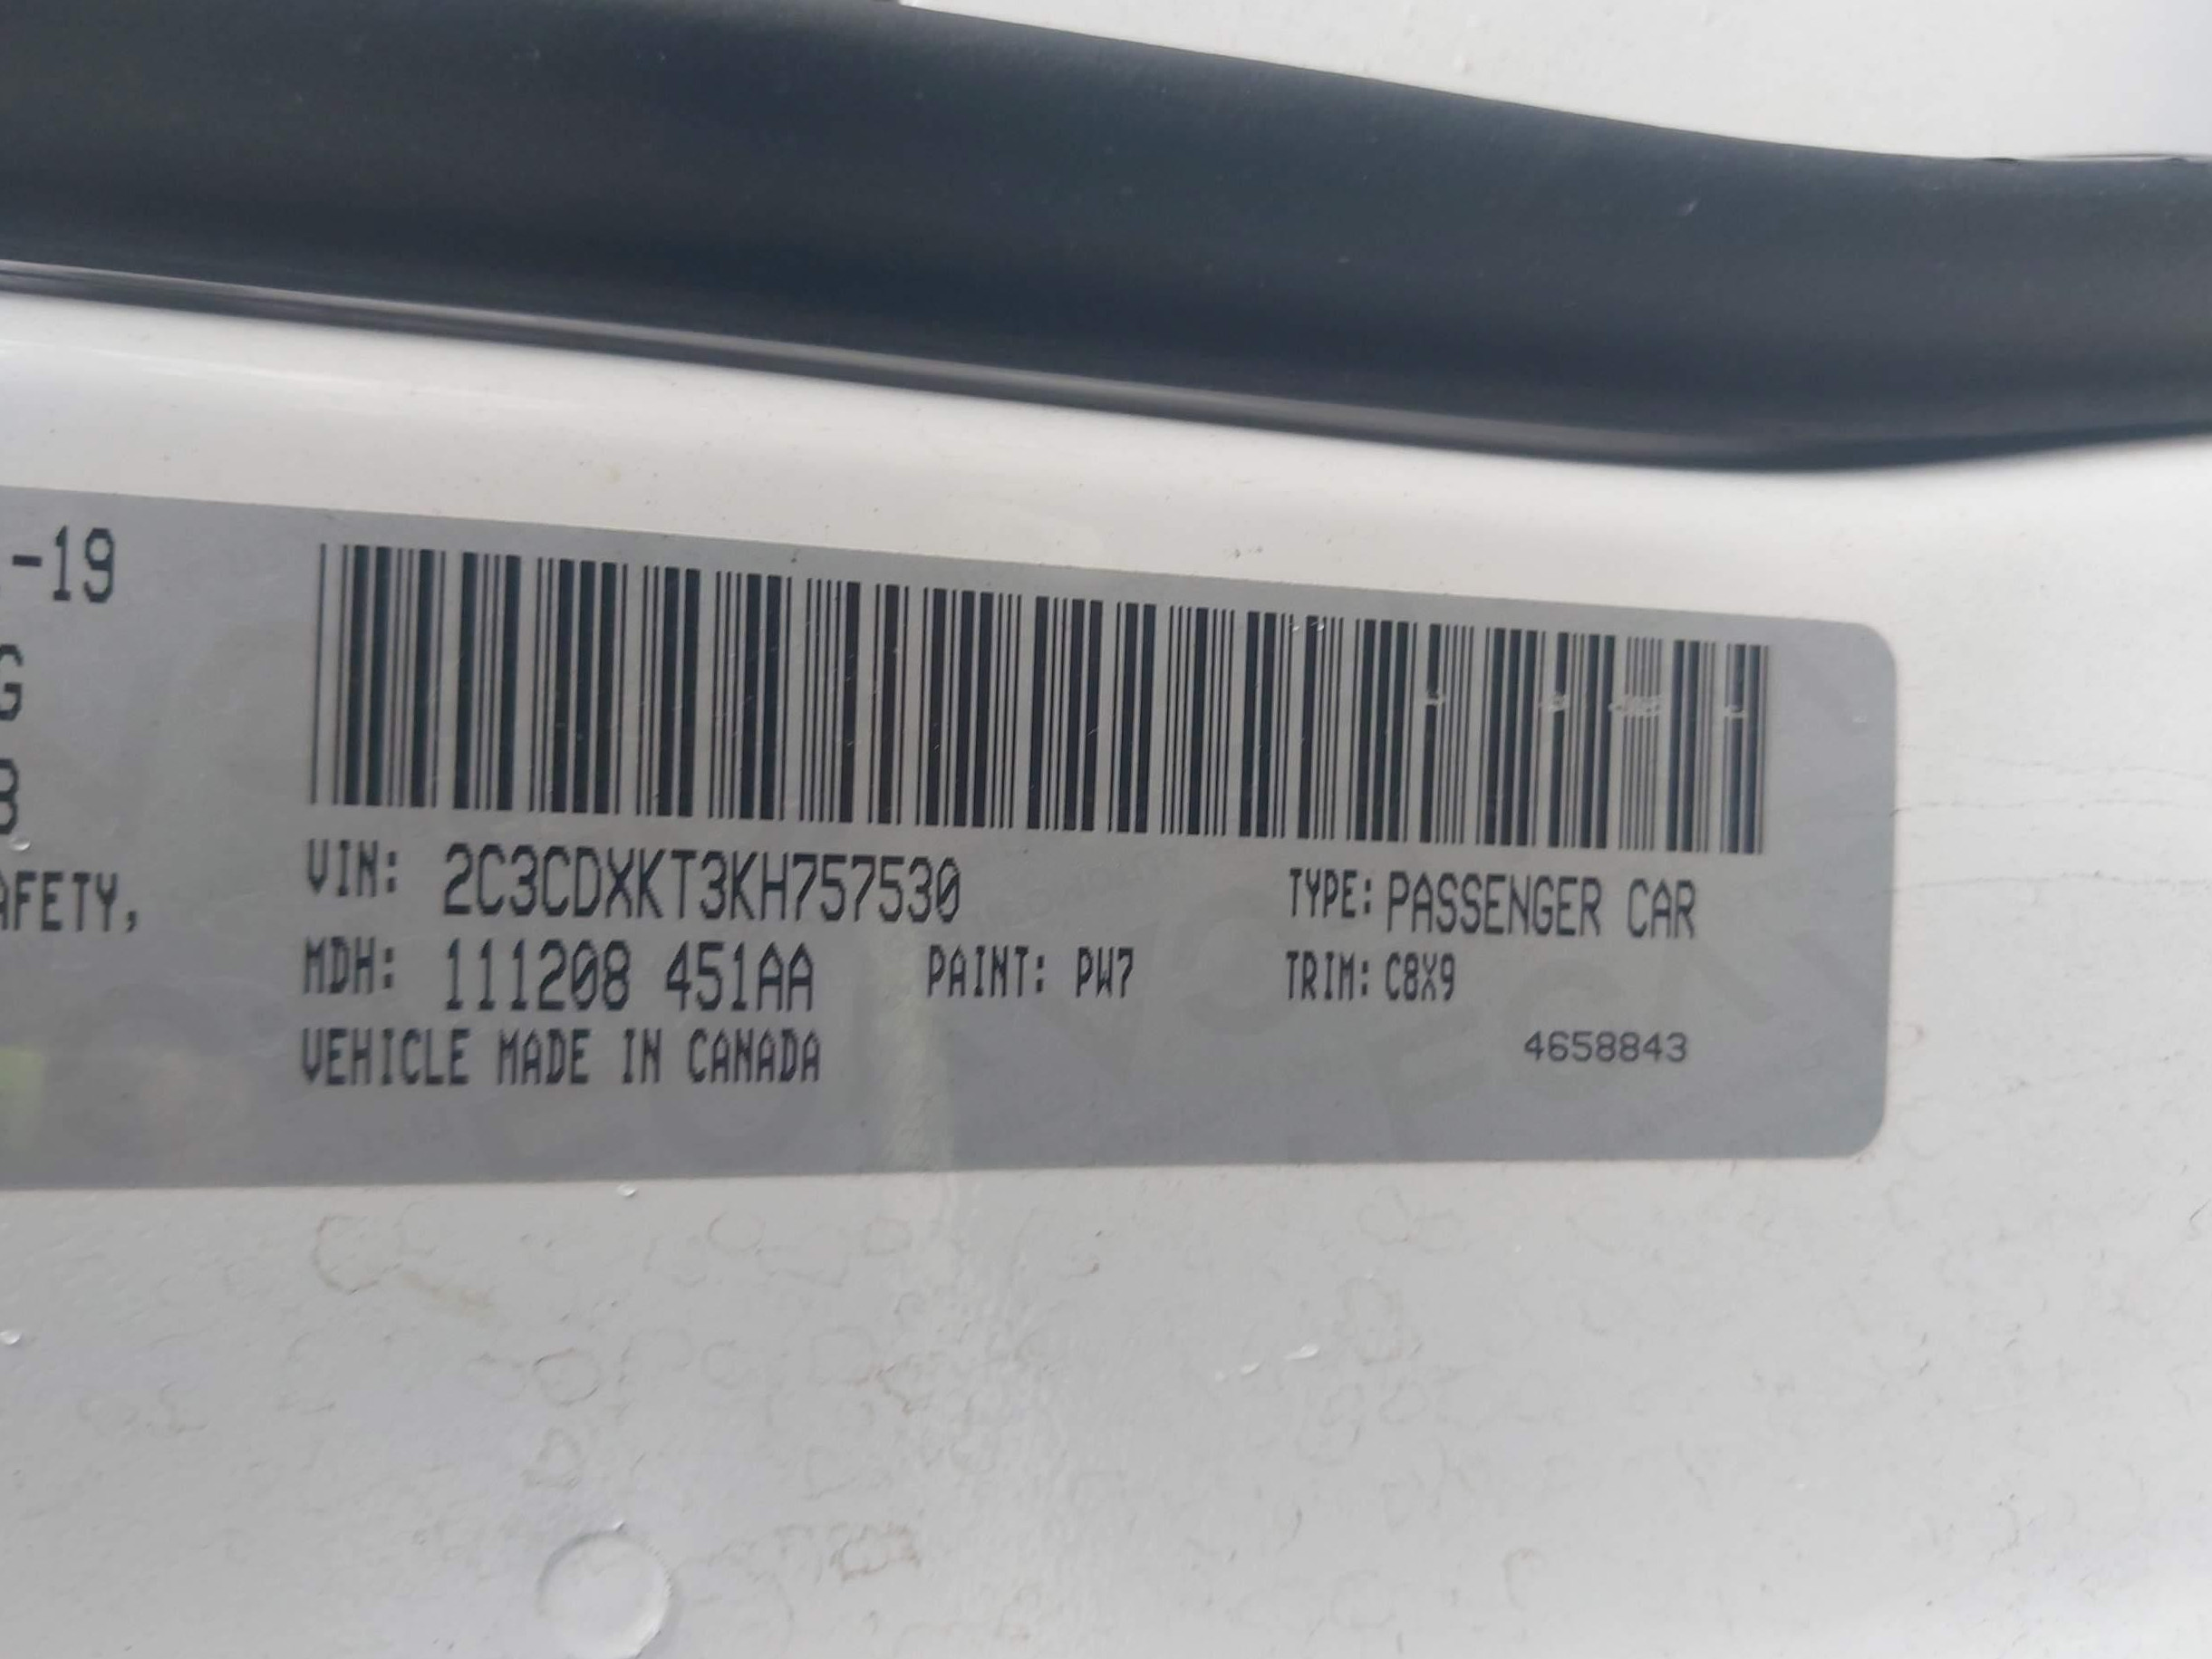 -19
G
AFETY,
VIN: 2C3CDXKT3KH757530 TYPE: PASSENGER CAR
MDH: 111208 451AA PAINT: PW7 TRIM: C8X9
VEHICLE MADE IN CANADA
4658843